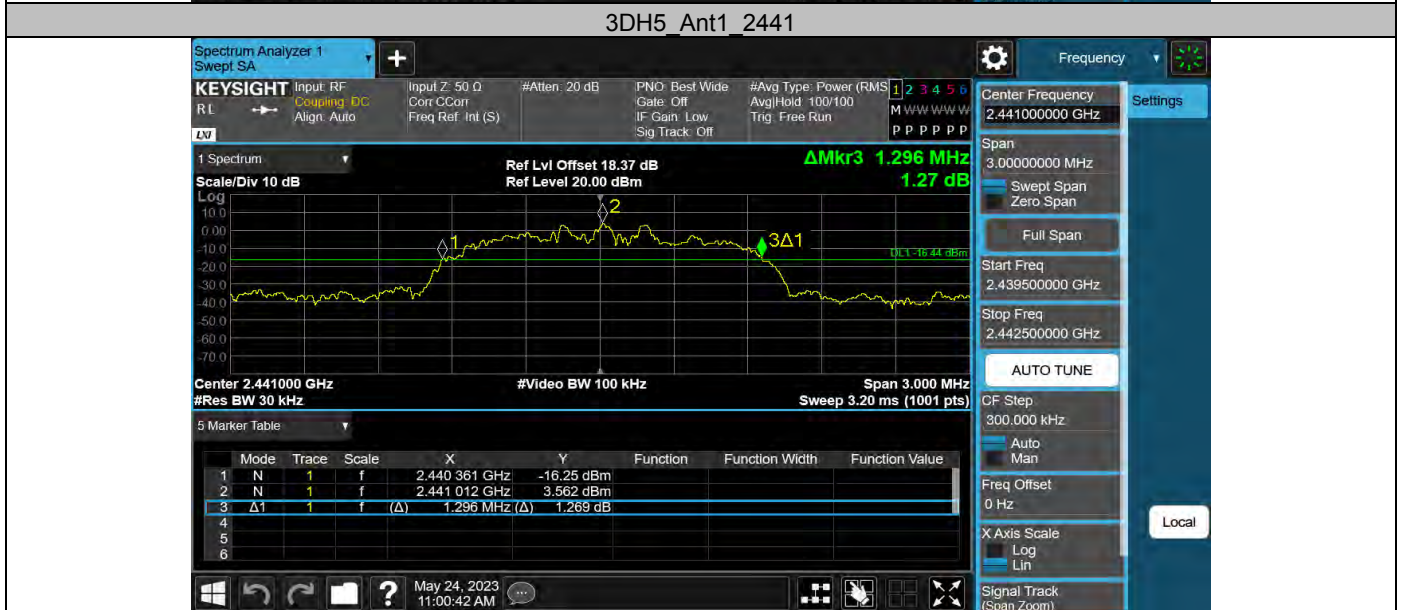 3DH5_Ant1_2441
Spectrum Analyzer 1
Swept SA
+
Frequency
KEYSIGHT
RL
LXI
Input: RF
Coupling: DC
Align: Auto
Input Z: 50 Ω
Corr CCorr
Freq Ref: Int (S)
#Atten: 20 dB
PNO: Best Wide
Gate: Off
IF Gain: Low
Sig Track: Off
#Avg Type: Power (RMS
Avg|Hold: 100/100
Trig: Free Run
1 2 3 4 5 6
M W W W W W
P P P P P P
1 Spectrum
Scale/Div 10 dB
Ref Lvl Offset 18.37 dB
Ref Level 20.00 dBm
ΔMkr3 1.296 MHz
1.27 dB
Log
10.0
0.00
-10.0
-20.0
-30.0
-40.0
-50.0
-60.0
-70.0
1
2
3Δ1
DL1 -16.44 dBm
Center 2.441000 GHz
#Res BW 30 kHz
#Video BW 100 kHz
Span 3.000 MHz
Sweep 3.20 ms (1001 pts)
5 Marker Table
Mode Trace Scale X Y Function Function Width Function Value
1 N 1 f 2.440 361 GHz -16.25 dBm
2 N 1 f 2.441 012 GHz 3.562 dBm
3 Δ1 1 f (Δ) 1.296 MHz (Δ) 1.269 dB
4
5
6
?
May 24, 2023
11:00:42 AM
Center Frequency
2.441000000 GHz
Settings
Span
3.00000000 MHz
Swept Span
Zero Span
Full Span
Start Freq
2.439500000 GHz
Stop Freq
2.442500000 GHz
AUTO TUNE
CF Step
300.000 kHz
Auto
Man
Freq Offset
0 Hz
X Axis Scale
Log
Lin
Local
Signal Track
(Span Zoom)